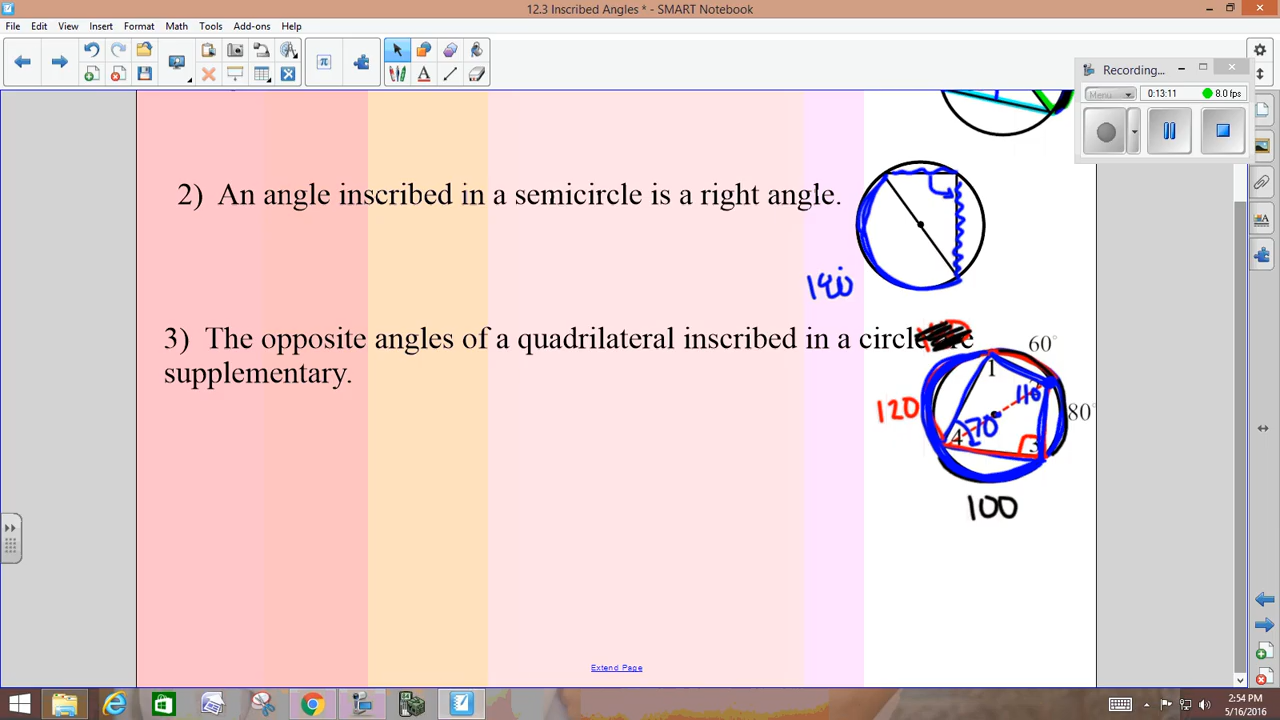 12.3 Inscribed Angles * - SMART Notebook
File Edit View Insert Format Math Tools Add-ons Help
Recording...
Menu 0:13:11 8.0 fps
2) An angle inscribed in a semicircle is a right angle.
180
3) The opposite angles of a quadrilateral inscribed in a circle are
supplementary.
60°
1
110
120
80°
70
4
3
100
Extend Page
2:54 PM
5/16/2016